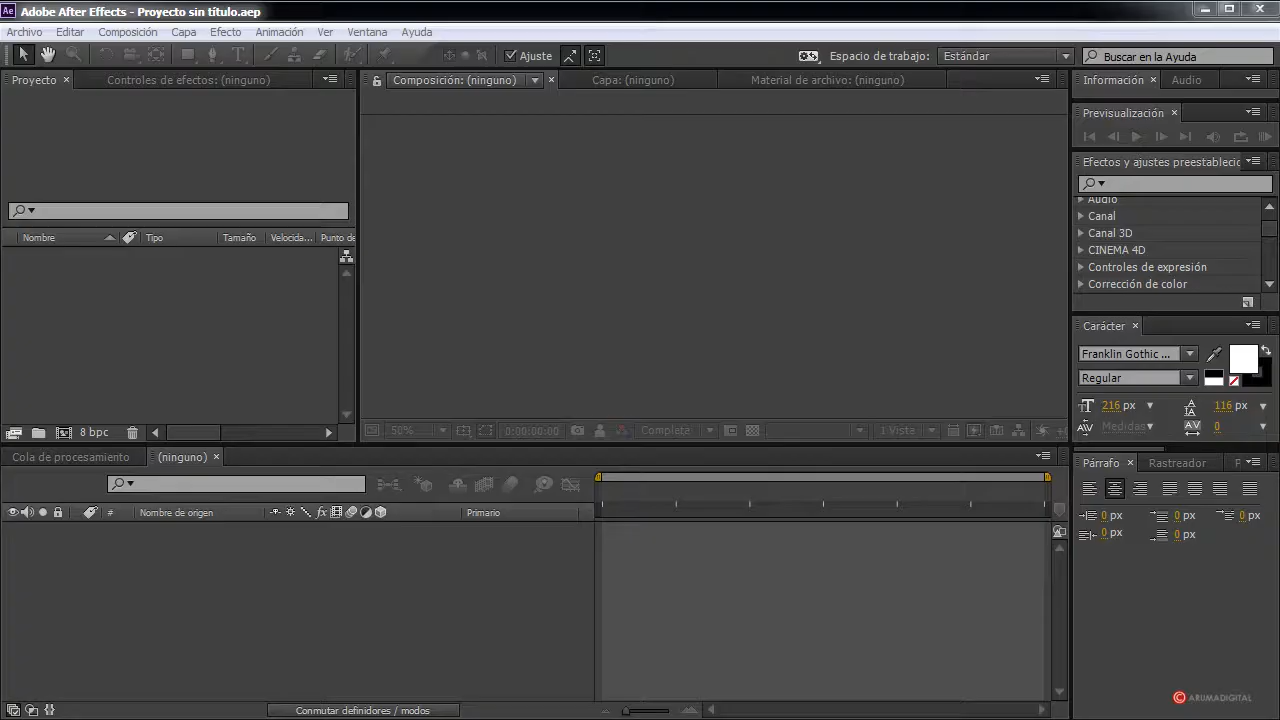 Ae Adobe After Effects - Proyecto sin título.aep
Archivo Editar Composición Capa Efecto Animación Ver Ventana Ayuda
Ajuste Espacio de trabajo: Estándar Buscar en la Ayuda
Proyecto Controles de efectos: (ninguno) Composición: (ninguno) Capa: (ninguno) Material de archivo: (ninguno) Información Audio
Previsualización
Efectos y ajustes preestablecid
Audio
Canal
Canal 3D
CINEMA 4D
Controles de expresión
Corrección de color
Nombre Tipo Tamaño Velocida... Punto de
Carácter
Franklin Gothic ...
Regular
216 px 116 px
Medidas 0
8 bpc 50% 0:00:00:00 Completa 1 Vista
Cola de procesamiento (ninguno) Párrafo Rastreador
# Nombre de origen fx Primario
0 px 0 px 0 px
0 px 0 px
Conmutar definidores / modos
© ARUMADIGITAL